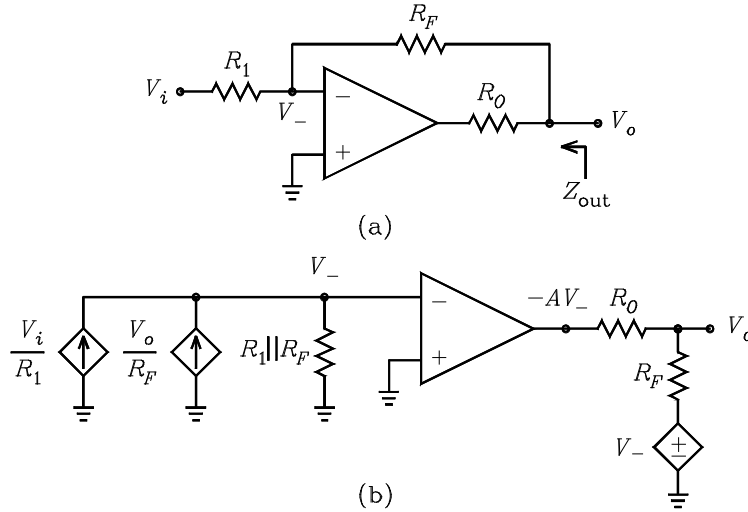 R_F
R_1
V_i
V_−
−
+
R_O
V_o
Z_out
(a)
V_−
−AV_−
R_O
V_o
V_i
R_1
V_o
R_F
R_1||R_F
−
+
R_F
V_−
±
(b)